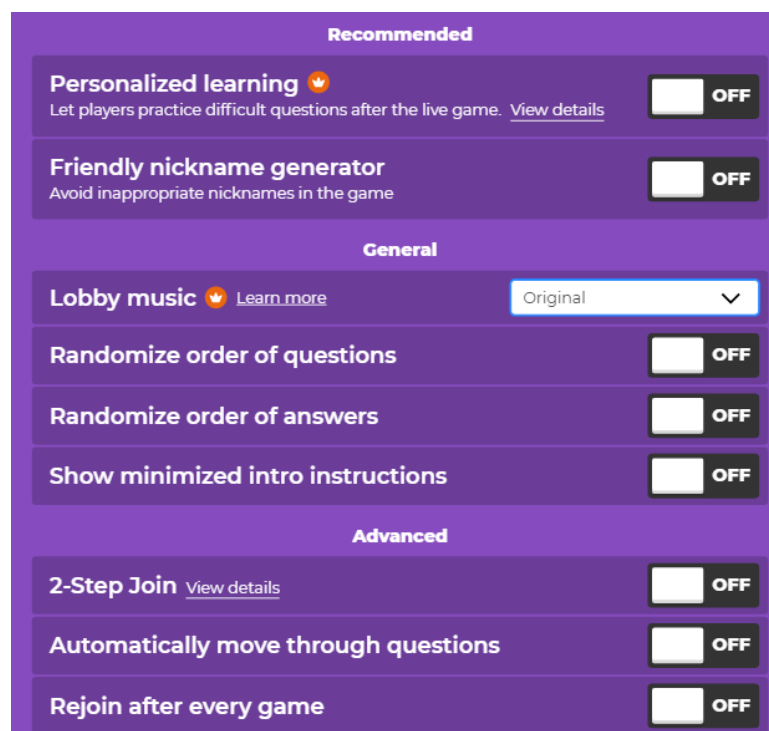 Recommended
Personalized learning
OFF
Let players practice difficult questions after the live game. View details
Friendly nickname generator
OFF
Avoid inappropriate nicknames in the game
General
Lobby music Learn more Original
Randomize order of questions OFF
Randomize order of answers OFF
Show minimized intro instructions OFF
Advanced
2-Step Join View details OFF
Automatically move through questions OFF
Rejoin after every game OFF